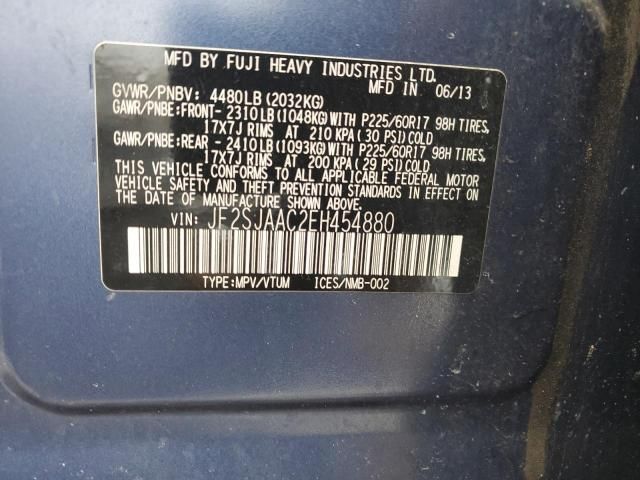 MFD BY FUJI HEAVY INDUSTRIES LTD.
MFD IN 06/13
GVWR/PNBV: 4480LB (2032KG)
GAWR/PNBE:FRONT- 2310LB (1048KG) WITH P225/60R17 98H TIRES,
17X7J RIMS AT 210 KPA (30 PSI) COLD
GAWR/PNBE:REAR - 2410LB (1093KG) WITH P225/60R17 98H TIRES,
17X7J RIMS AT 200 KPA (29 PSI) COLD
THIS VEHICLE CONFORMS TO ALL APPLICABLE FEDERAL MOTOR
VEHICLE SAFETY AND THEFT PREVENTION STANDARDS IN EFFECT ON
THE DATE OF MANUFACTURE SHOWN ABOVE.
VIN: JF2SJAAC2EH454880
TYPE:MPV/VTUM ICES/NMB-002